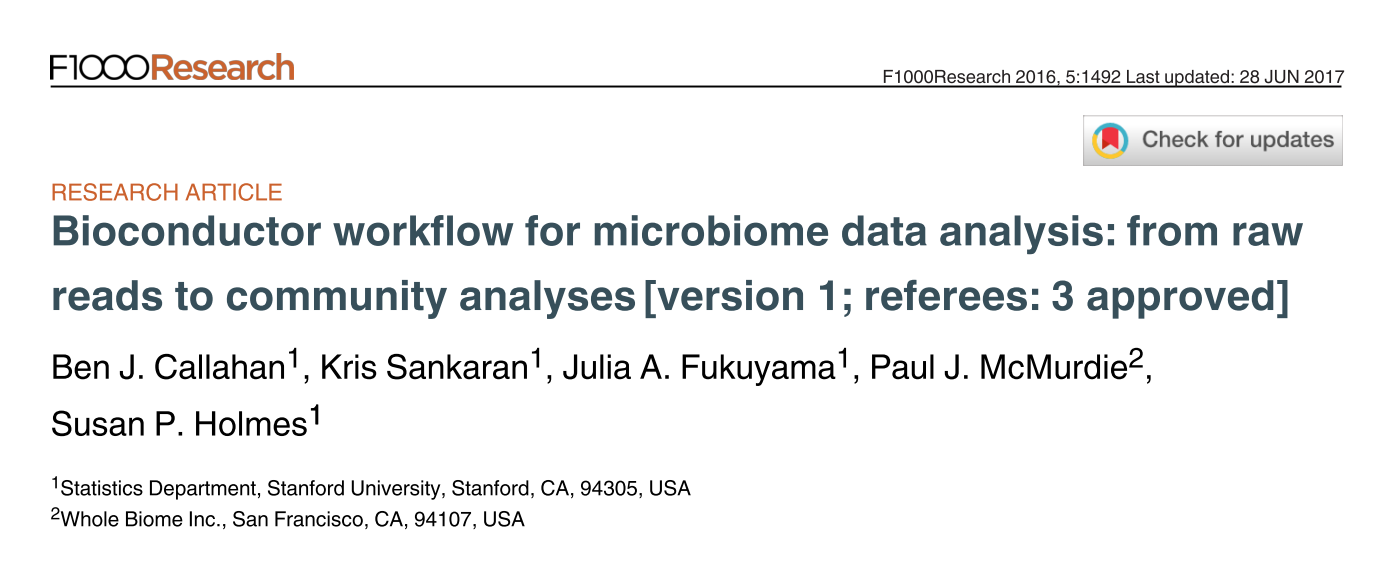 F1000Research
F1000Research 2016, 5:1492 Last updated: 28 JUN 2017
Check for updates
RESEARCH ARTICLE
Bioconductor workflow for microbiome data analysis: from raw
reads to community analyses [version 1; referees: 3 approved]
Ben J. Callahan1, Kris Sankaran1, Julia A. Fukuyama1, Paul J. McMurdie2,
Susan P. Holmes1
1Statistics Department, Stanford University, Stanford, CA, 94305, USA
2Whole Biome Inc., San Francisco, CA, 94107, USA